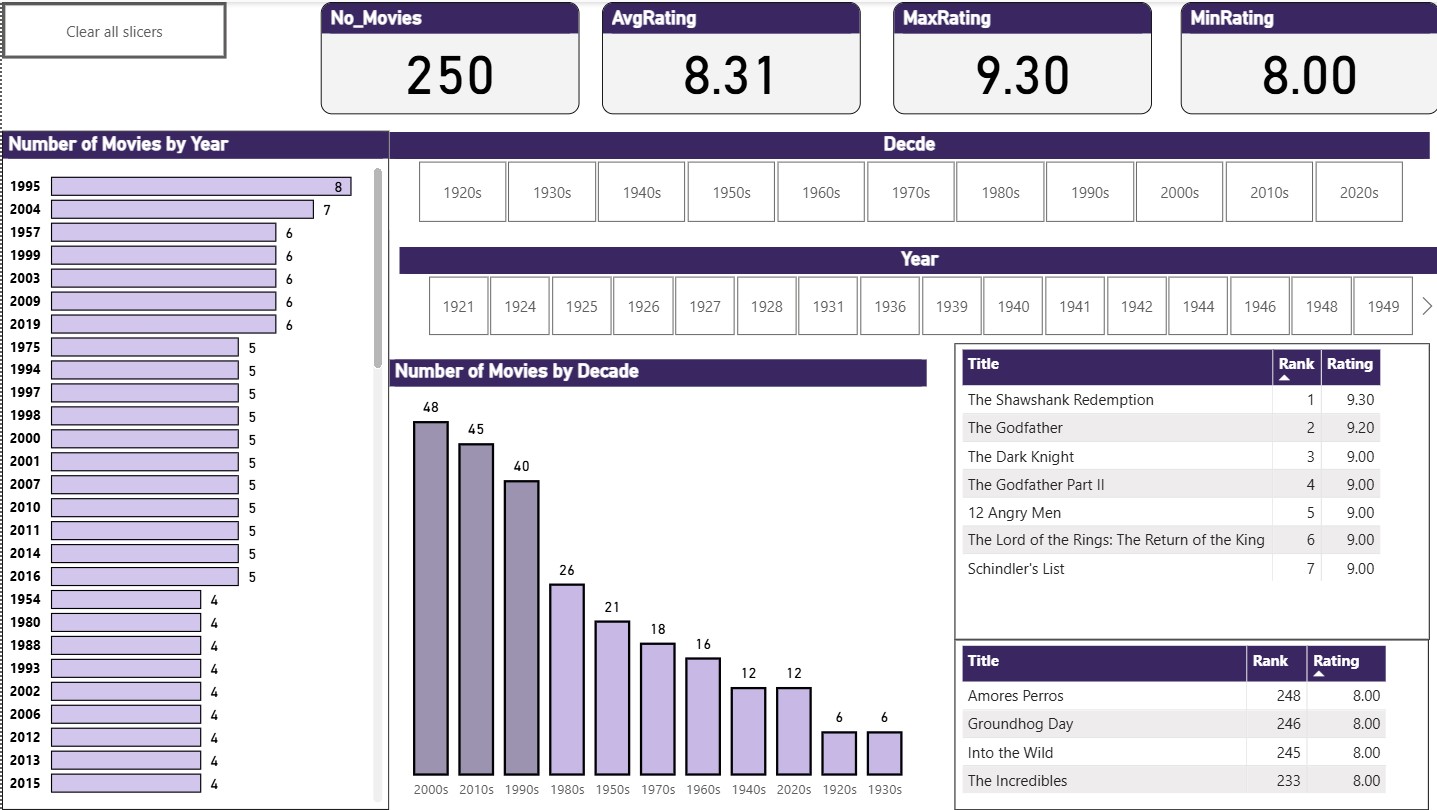 Clear all slicers
No_Movies
250
AvgRating
8.31
MaxRating
9.30
MinRating
8.00
Number of Movies by Year
1995 8
2004 7
1957 6
1999 6
2003 6
2009 6
2019 6
1975 5
1994 5
1997 5
1998 5
2000 5
2001 5
2007 5
2010 5
2011 5
2014 5
2016 5
1954 4
1980 4
1988 4
1993 4
2002 4
2006 4
2012 4
2013 4
2015 4
Decde
1920s 1930s 1940s 1950s 1960s 1970s 1980s 1990s 2000s 2010s 2020s
Year
1921 1924 1925 1926 1927 1928 1931 1936 1939 1940 1941 1942 1944 1946 1948 1949
Number of Movies by Decade
48 45 40 26 21 18 16 12 12 6 6
2000s 2010s 1990s 1980s 1950s 1970s 1960s 1940s 2020s 1920s 1930s
Title Rank Rating
The Shawshank Redemption 1 9.30
The Godfather 2 9.20
The Dark Knight 3 9.00
The Godfather Part II 4 9.00
12 Angry Men 5 9.00
The Lord of the Rings: The Return of the King 6 9.00
Schindler's List 7 9.00
Title Rank Rating
Amores Perros 248 8.00
Groundhog Day 246 8.00
Into the Wild 245 8.00
The Incredibles 233 8.00